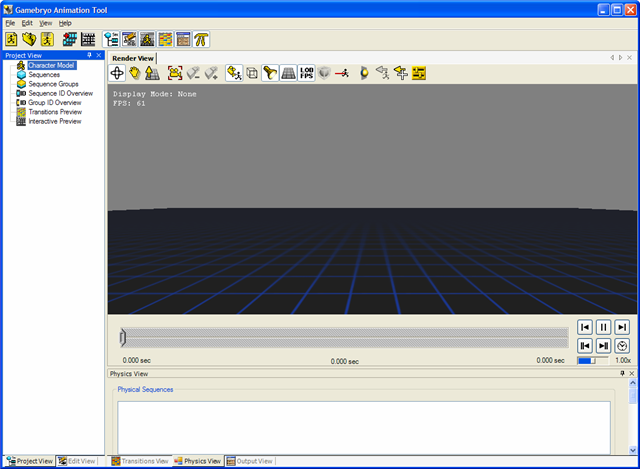 Gamebryo Animation Tool
File Edit View Help
Project View
Character Model
Sequences
Sequence Groups
Sequence ID Overview
Group ID Overview
Transitions Preview
Interactive Preview
Render View
LOD
FPS
Display Mode: None
FPS: 61
0.000 sec 0.000 sec 0.000 sec 1.00x
Physics View
Physical Sequences
Project View Edit View Transitions View Physics View Output View